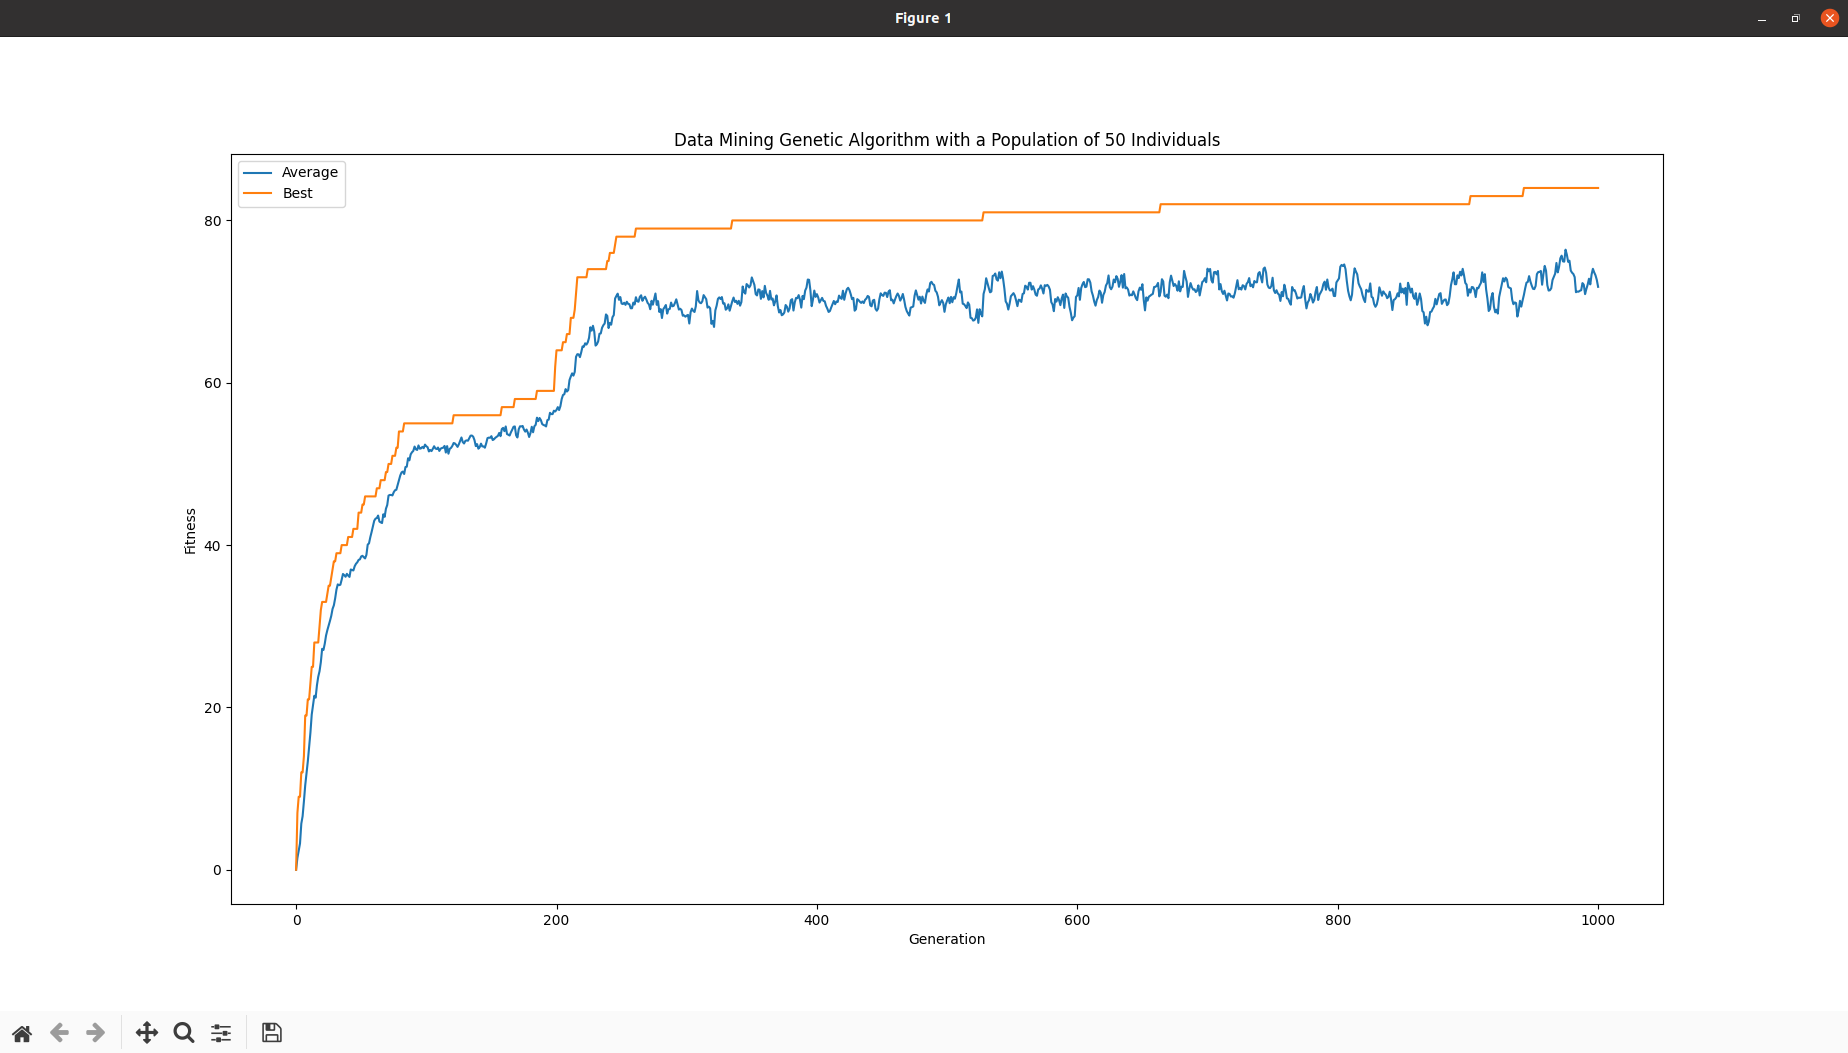 Figure 1
Data Mining Genetic Algorithm with a Population of 50 Individuals
Average
Best
80
60
40
20
0
Fitness
0 200 400 600 800 1000
Generation